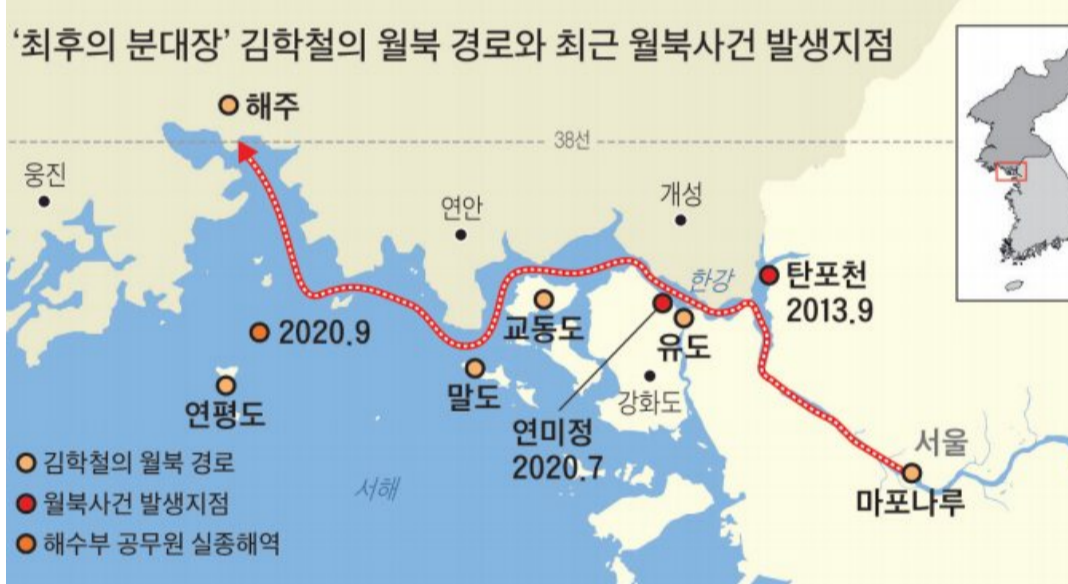 ‘최후의 분대장’ 김학철의 월북 경로와 최근 월북사건 발생지점
해주
38선
웅진
연안
개성
한강
탄포천
2013.9
2020.9
교동도
유도
연평도
말도
강화도
연미정
2020.7
서울
마포나루
서해
김학철의 월북 경로
월북사건 발생지점
해수부 공무원 실종해역